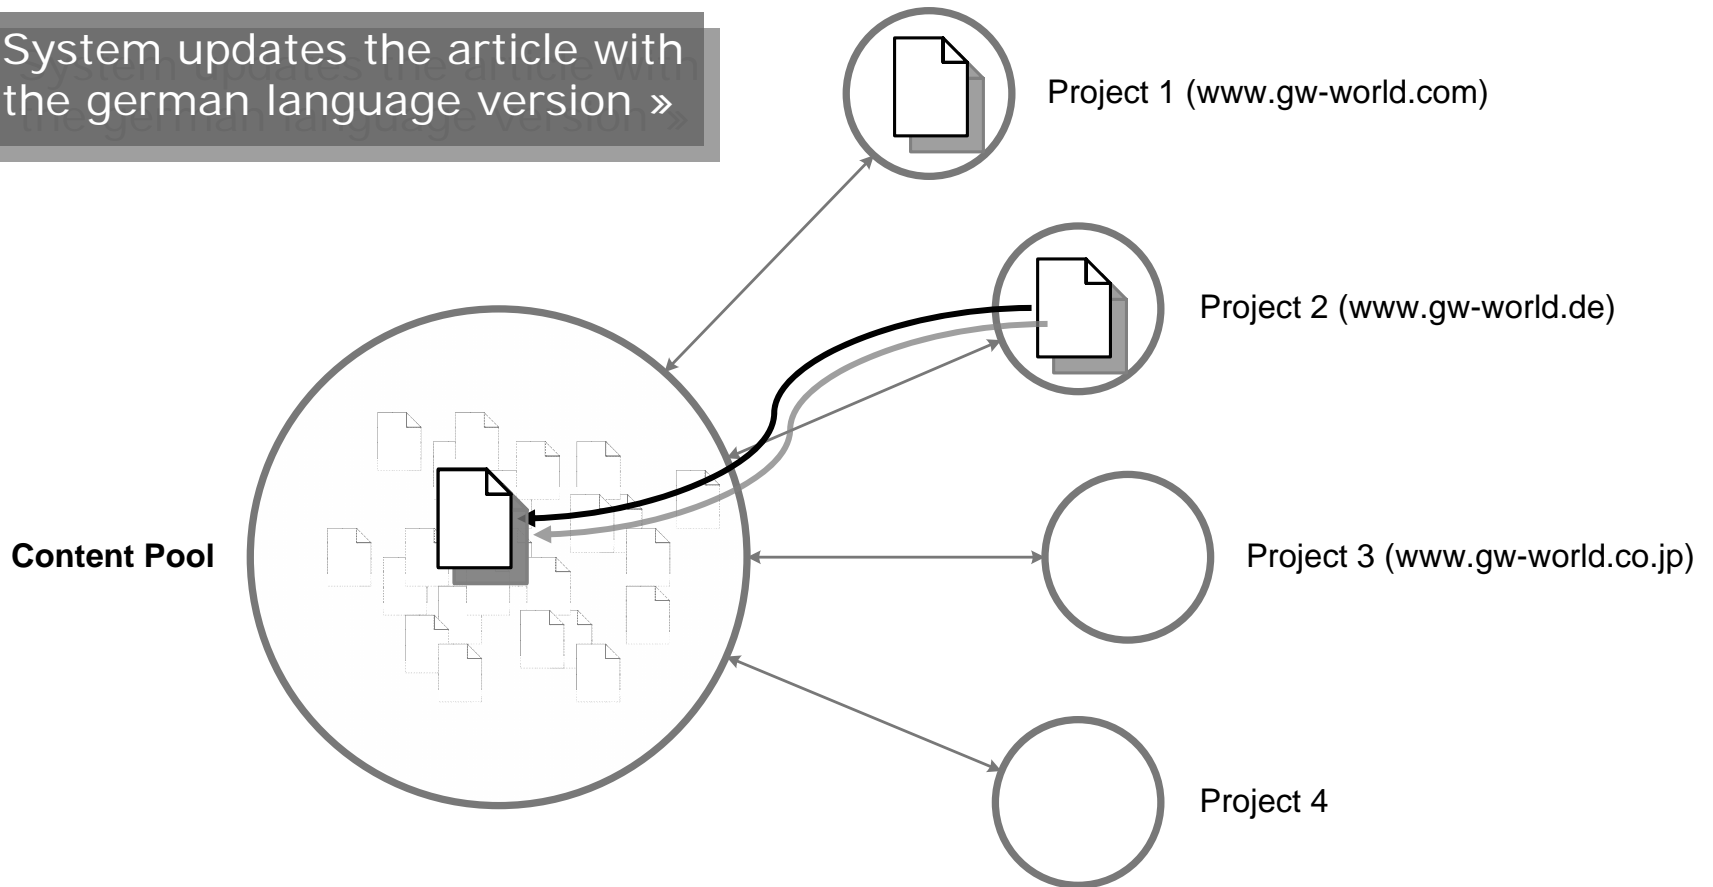 System updates the article with
the german language version »
Project 1 (www.gw-world.com)
Project 2 (www.gw-world.de)
Content Pool
Project 3 (www.gw-world.co.jp)
Project 4